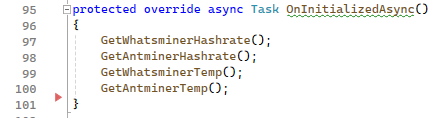 95 protected override async Task OnInitializedAsync()
96 {
97 GetWhatsminerHashrate();
98 GetAntminerHashrate();
99 GetWhatsminerTemp();
100 GetAntminerTemp();
101 }